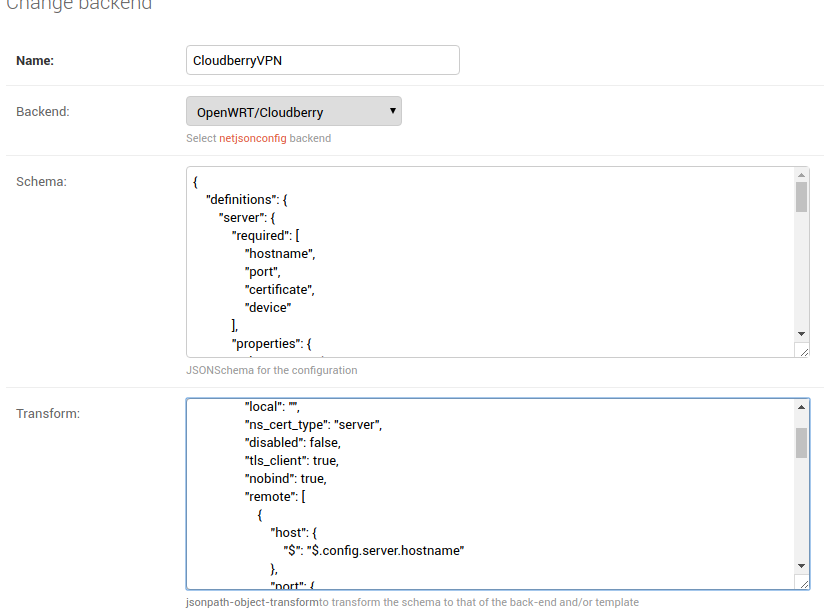 Change backend
Name:
CloudberryVPN
Backend:
OpenWRT/Cloudberry
Select netjsonconfig backend
Schema:
{
"definitions": {
"server": {
"required": [
"hostname",
"port",
"certificate",
"device"
],
"properties": {
JSONSchema for the configuration
Transform:
"local": "",
"ns_cert_type": "server",
"disabled": false,
"tls_client": true,
"nobind": true,
"remote": [
{
"host": {
"$": "$.config.server.hostname"
},
"port": {
jsonpath-object-transformto transform the schema to that of the back-end and/or template